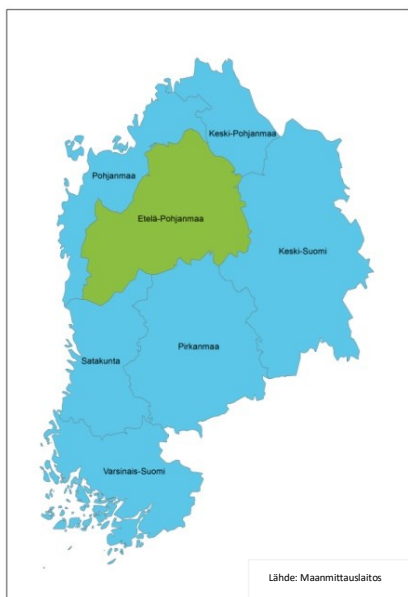 Keski-Pohjanmaa
Pohjanmaa
Etelä-Pohjanmaa
Keski-Suomi
Pirkanmaa
Satakunta
Varsinais-Suomi
Lähde: Maanmittauslaitos